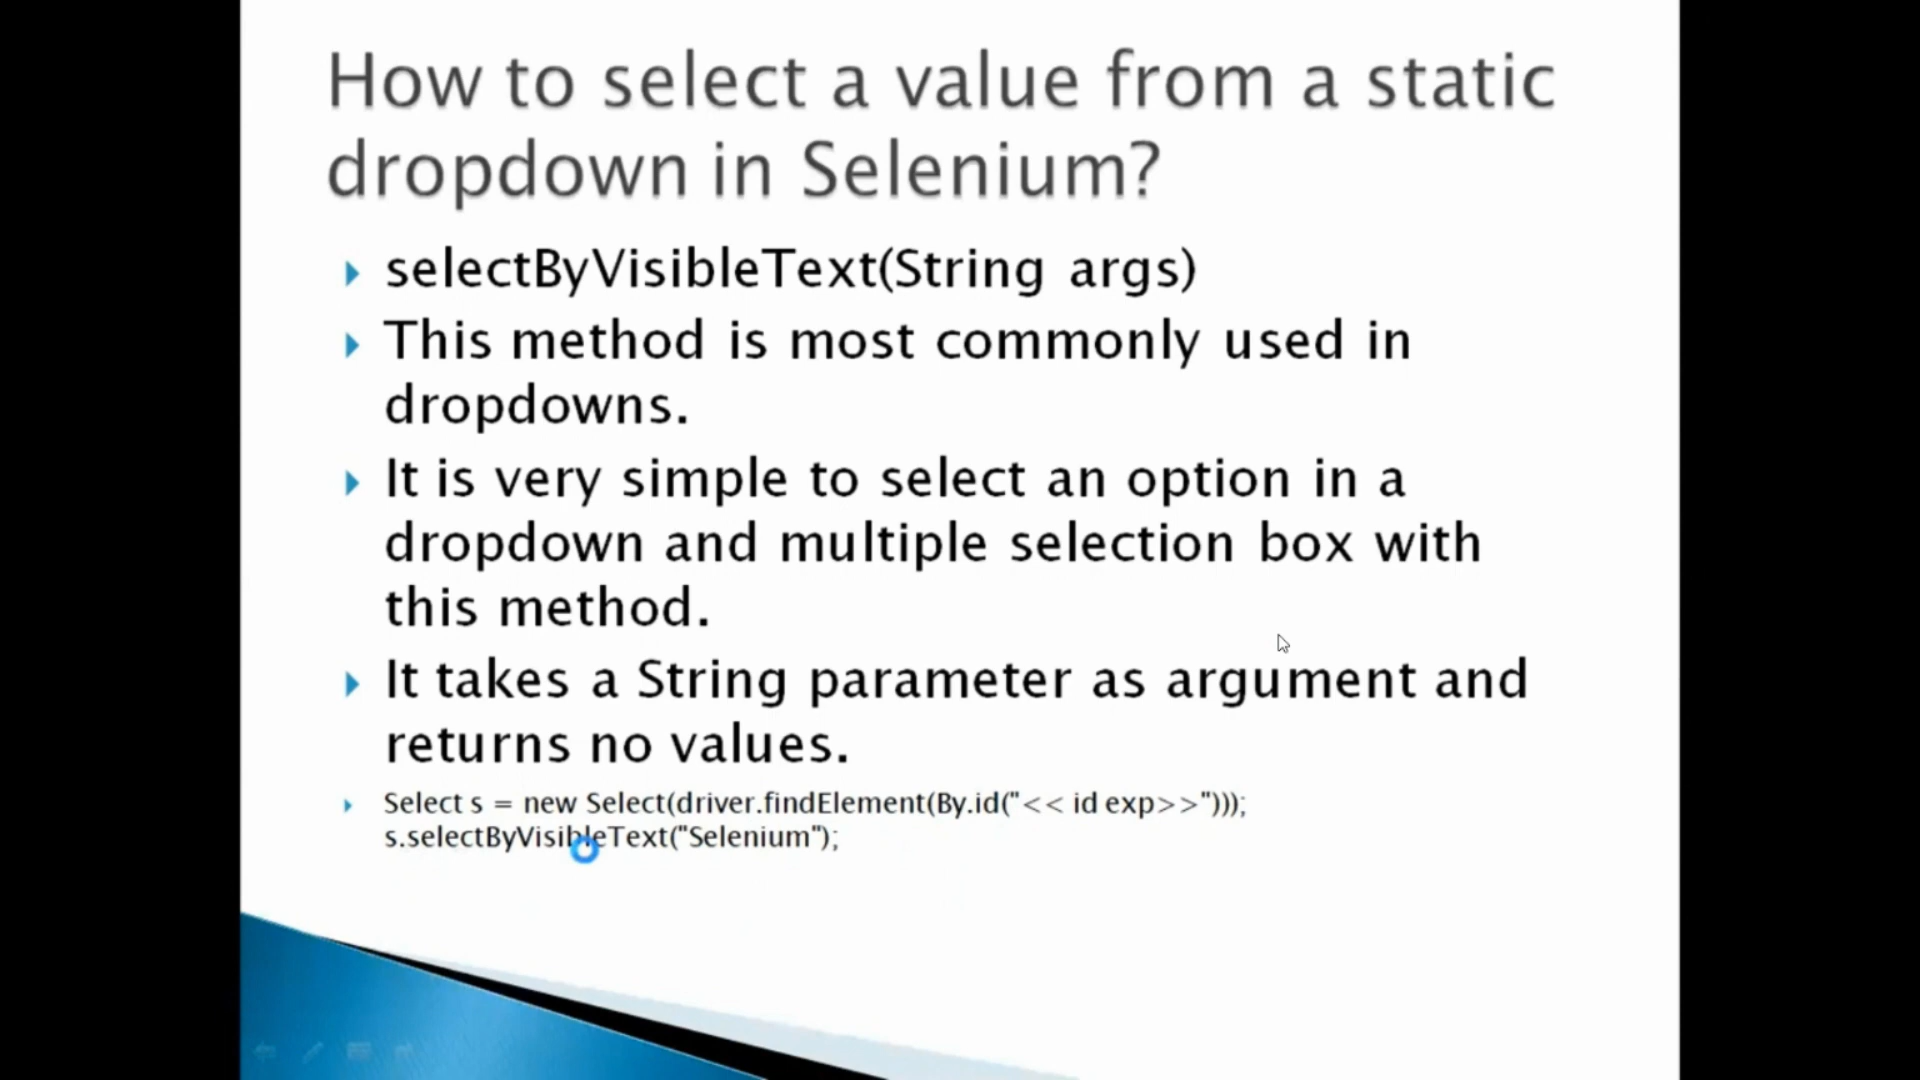 How to select a value from a static
dropdown in Selenium?
selectByVisibleText(String args)
This method is most commonly used in
dropdowns.
It is very simple to select an option in a
dropdown and multiple selection box with
this method.
It takes a String parameter as argument and
returns no values.
Select s = new Select(driver.findElement(By.id("<< id exp>>")));
s.selectByVisibleText("Selenium");